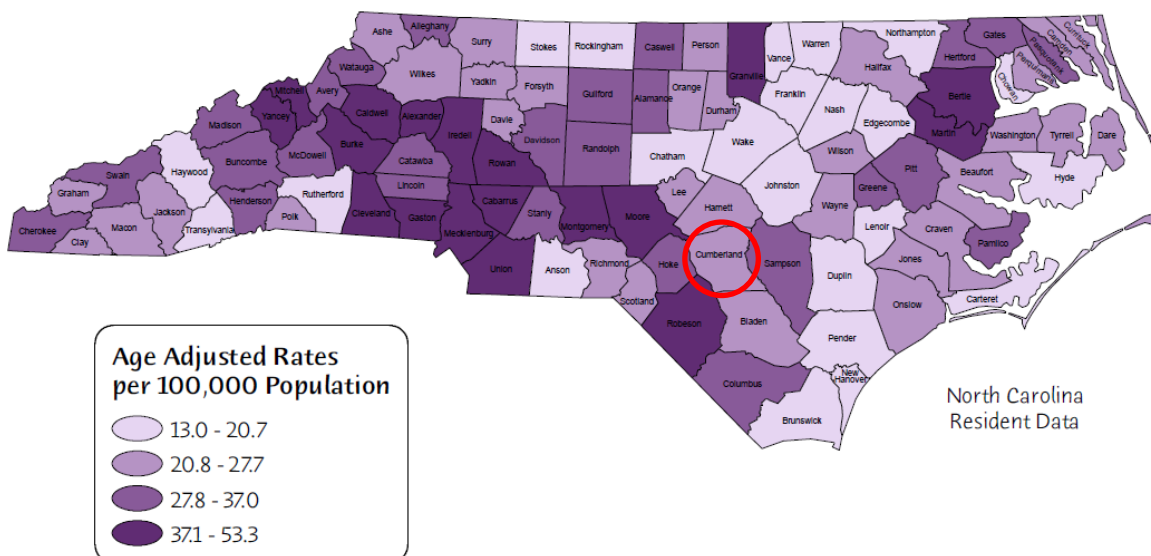 Ashe
Alleghany
Surry
Stokes
Rockingham
Caswell
Person
Granville
Vance
Warren
Northampton
Gates
Currituck
Camden
Pasquotank
Perquimans
Chowan
Hertford
Halifax
Watauga
Wilkes
Yadkin
Forsyth
Guilford
Alamance
Orange
Durham
Franklin
Nash
Edgecombe
Bertie
Martin
Mitchell
Avery
Yancey
Caldwell
Alexander
Iredell
Davie
Davidson
Randolph
Chatham
Wake
Wilson
Pitt
Washington
Tyrrell
Dare
Madison
Buncombe
McDowell
Burke
Catawba
Rowan
Lee
Johnston
Greene
Beaufort
Hyde
Haywood
Swain
Graham
Jackson
Henderson
Rutherford
Lincoln
Cabarrus
Stanly
Montgomery
Moore
Harnett
Wayne
Lenoir
Craven
Pamlico
Cherokee
Clay
Macon
Transylvania
Polk
Cleveland
Gaston
Mecklenburg
Union
Anson
Richmond
Scotland
Hoke
Cumberland
Sampson
Duplin
Jones
Onslow
Carteret
Robeson
Bladen
Pender
Columbus
New
Hanover
Brunswick
Age Adjusted Rates
per 100,000 Population
13.0 - 20.7
20.8 - 27.7
27.8 - 37.0
37.1 - 53.3
North Carolina
Resident Data